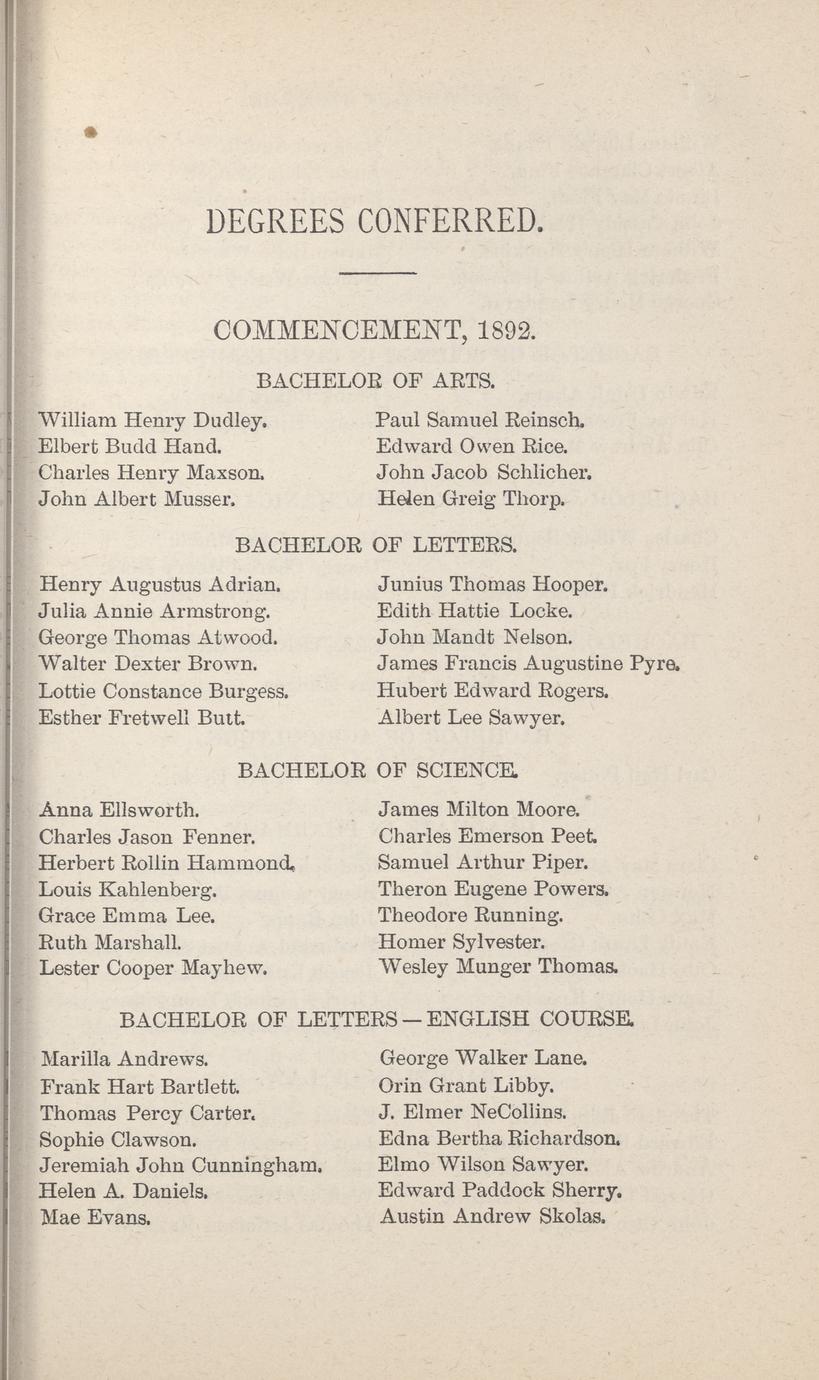 DEGREES CONFERRED.
COMMENCEMENT, 1892.
BACHELOR OF ARTS.
William Henry Dudley.
Elbert Budd Hand.
Charles Henry Maxson.
John Albert Musser.
Paul Samuel Reinsch.
Edward Owen Rice.
John Jacob Schlicher.
Helen Greig Thorp.
BACHELOR OF LETTERS.
Henry Augustus Adrian.
Julia Annie Armstrong.
George Thomas Atwood.
Walter Dexter Brown.
Lottie Constance Burgess.
Esther Fretwell Butt.
Junius Thomas Hooper.
Edith Hattie Locke.
John Mandt Nelson.
James Francis Augustine Pyre.
Hubert Edward Rogers.
Albert Lee Sawyer.
BACHELOR OF SCIENCE.
Anna Ellsworth.
Charles Jason Fenner.
Herbert Rollin Hammond.
Louis Kahlenberg.
Grace Emma Lee.
Ruth Marshall.
Lester Cooper Mayhew.
James Milton Moore.
Charles Emerson Peet.
Samuel Arthur Piper.
Theron Eugene Powers.
Theodore Running.
Homer Sylvester.
Wesley Munger Thomas.
BACHELOR OF LETTERS — ENGLISH COURSE.
Marilla Andrews.
Frank Hart Bartlett.
Thomas Percy Carter.
Sophie Clawson.
Jeremiah John Cunningham.
Helen A. Daniels.
Mae Evans.
George Walker Lane.
Orin Grant Libby.
J. Elmer NeCollins.
Edna Bertha Richardson.
Elmo Wilson Sawyer.
Edward Paddock Sherry.
Austin Andrew Skolas.